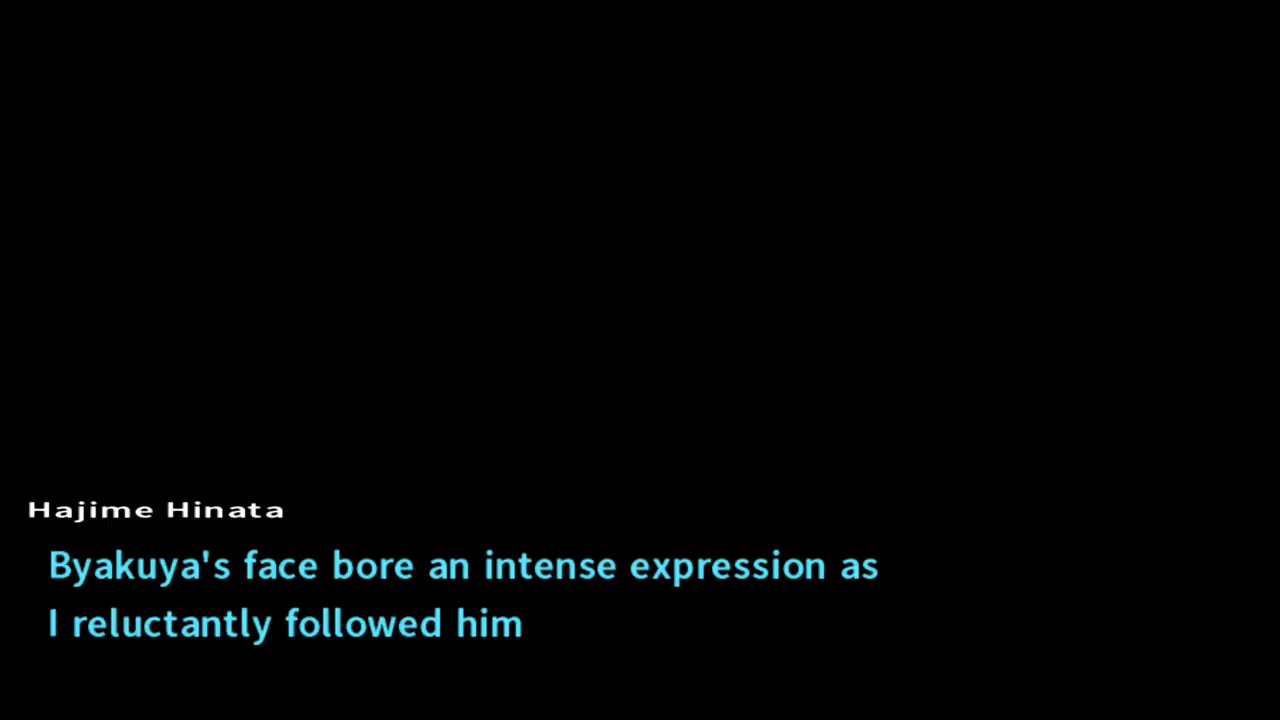 Hajime Hinata
Byakuya's face bore an intense expression as
I reluctantly followed him